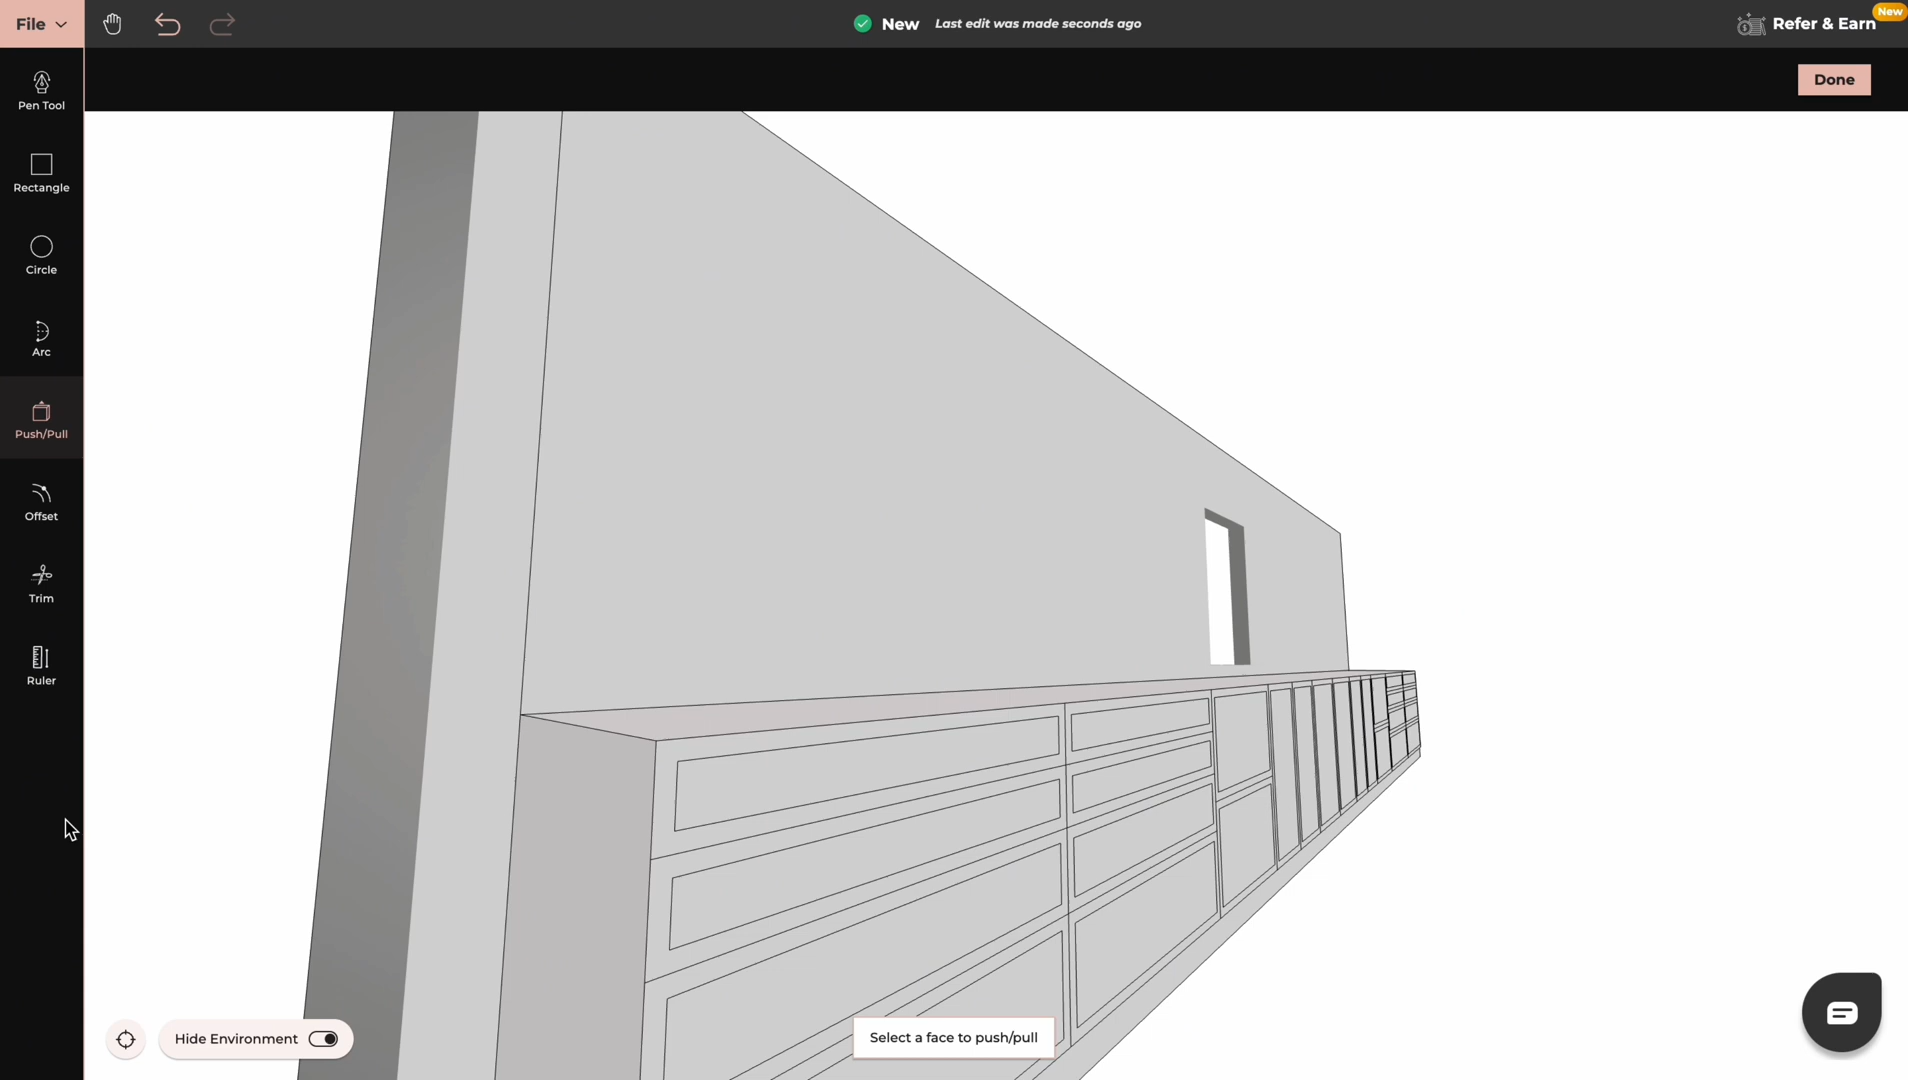 File
New
Last edit was made seconds ago
New
Refer & Earn
Done
Pen Tool
Rectangle
Circle
Arc
Push/Pull
Offset
Trim
Ruler
Hide Environment
Select a face to push/pull